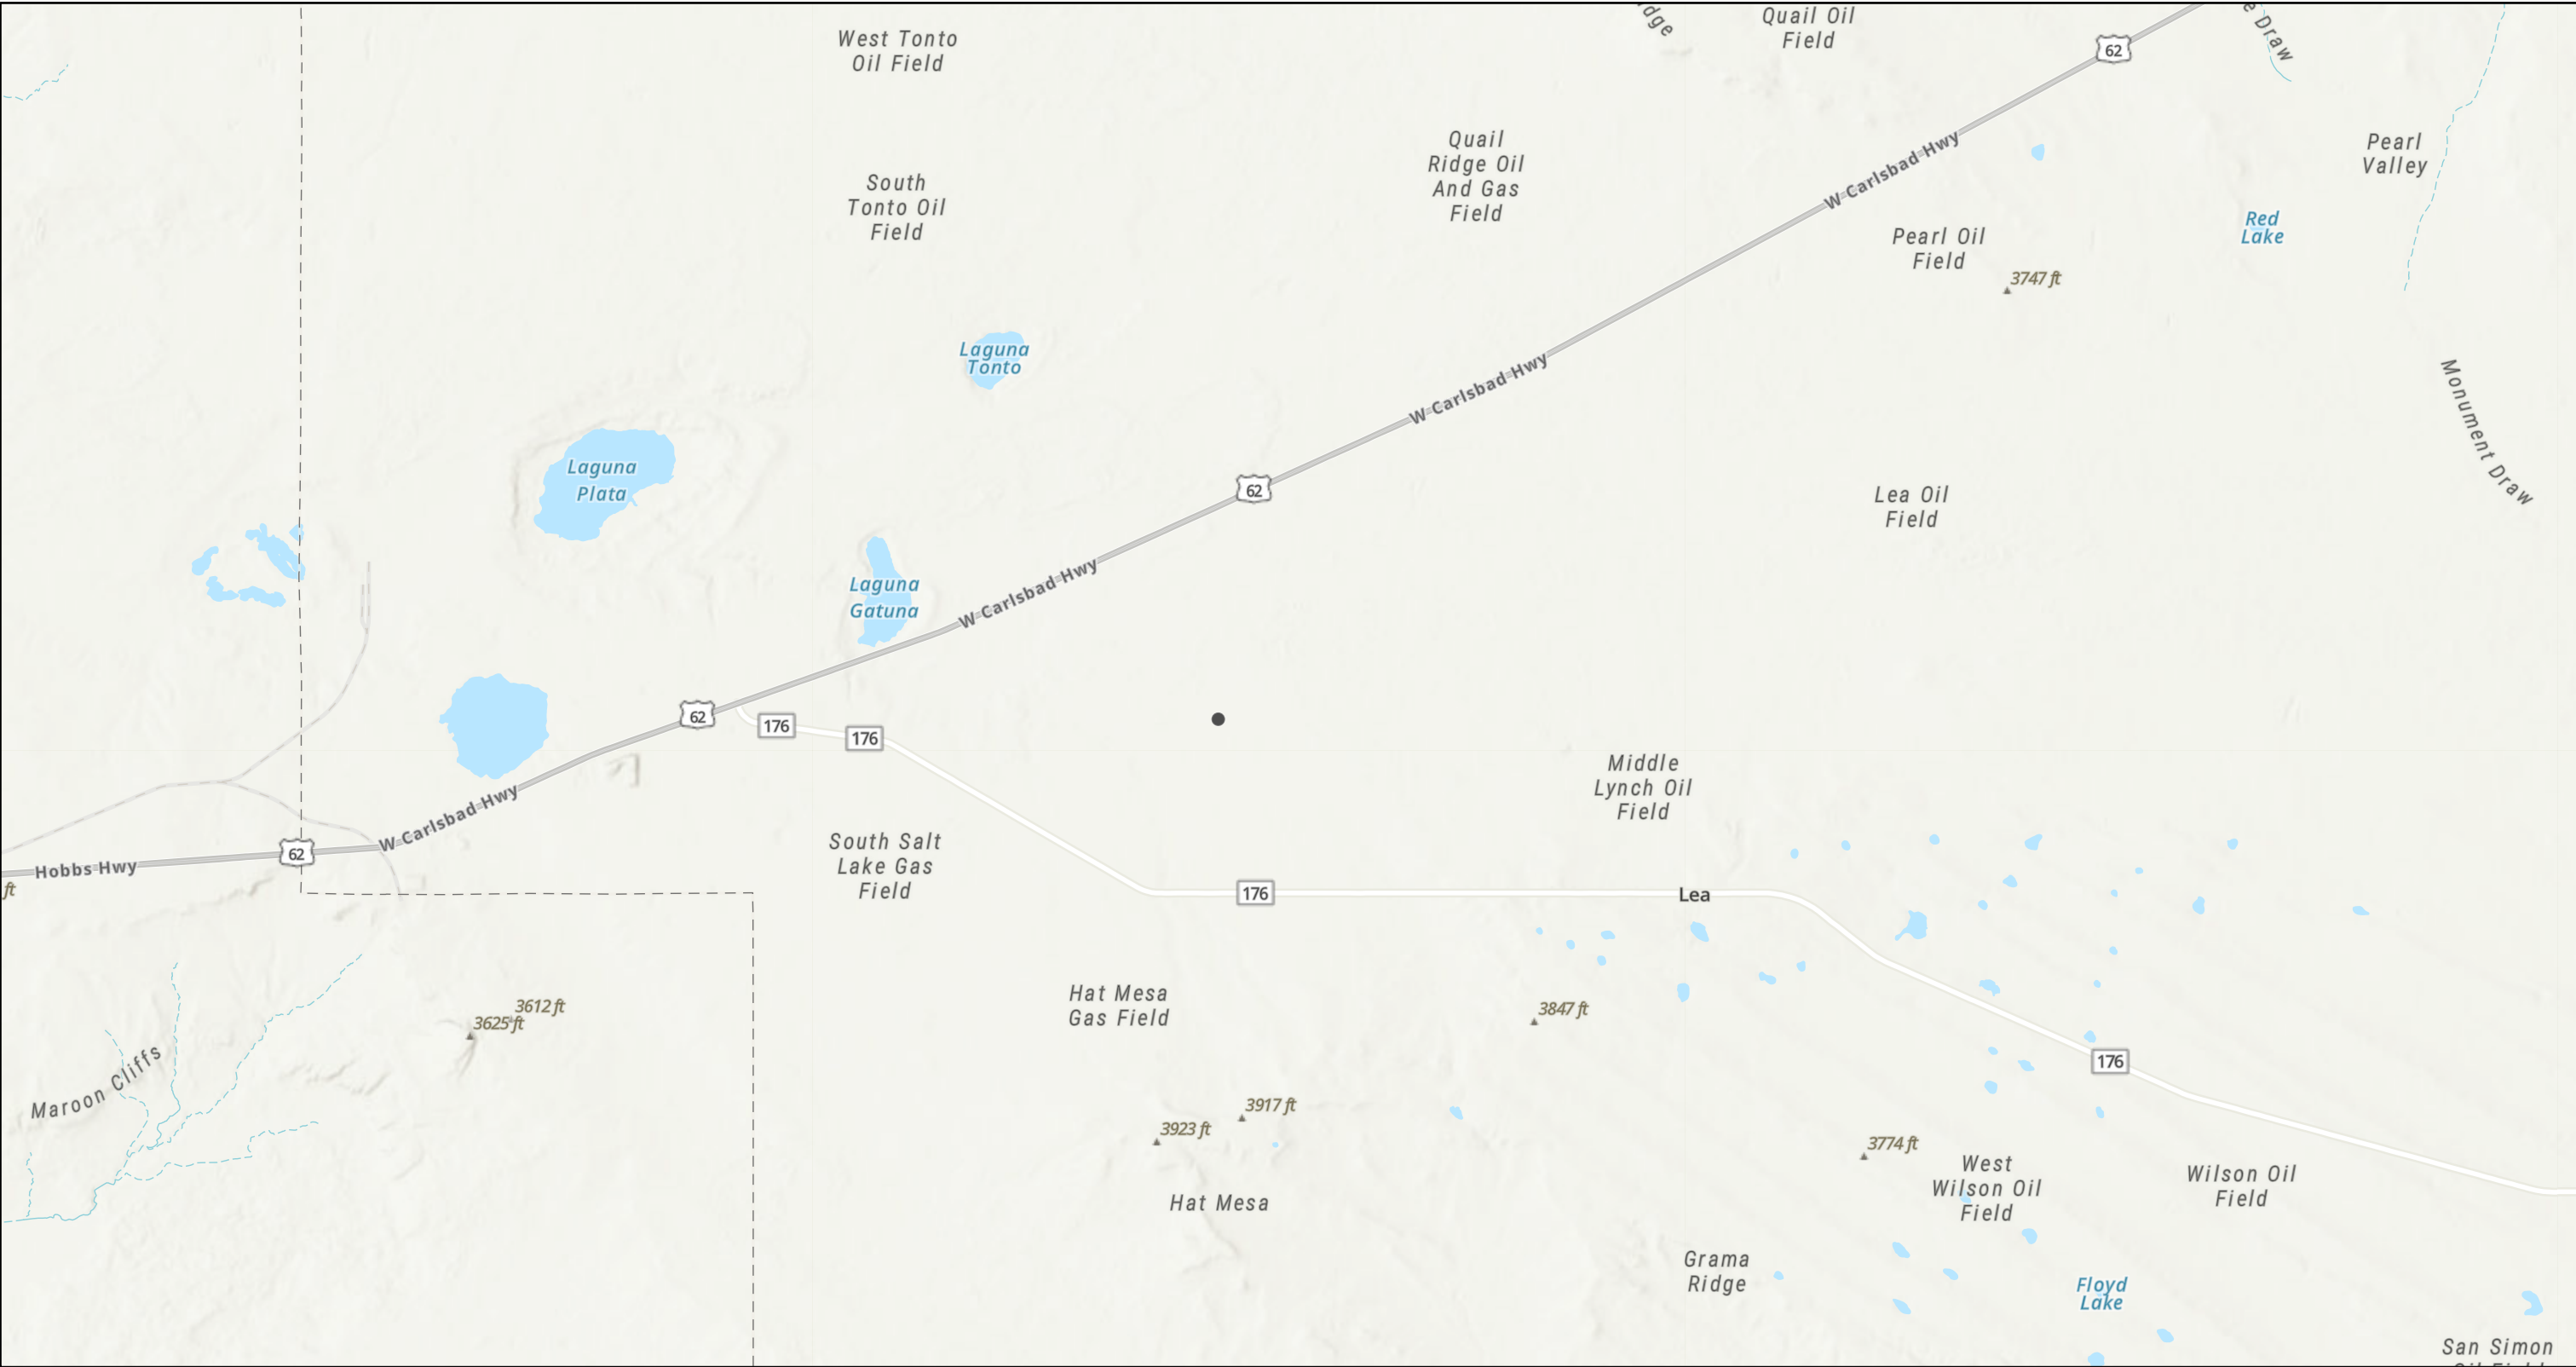 West Tonto
Oil Field
Quail Oil
Field
62
e Draw
South
Tonto Oil
Field
Quail
Ridge Oil
And Gas
Field
W Carlsbad Hwy
Pearl
Valley
Red
Lake
Pearl Oil
Field
3747 ft
Laguna
Tonto
W Carlsbad Hwy
Monument Draw
Laguna
Plata
62
Lea Oil
Field
Laguna
Gatuna
W Carlsbad Hwy
62
176
176
Middle
Lynch Oil
Field
W Carlsbad Hwy
62
Hobbs Hwy
ft
South Salt
Lake Gas
Field
176
Lea
Hat Mesa
Gas Field
3612 ft
3625 ft
3847 ft
Maroon Cliffs
176
3917 ft
3923 ft
3774 ft
Hat Mesa
West
Wilson Oil
Field
Wilson Oil
Field
Grama
Ridge
Floyd
Lake
San Simon